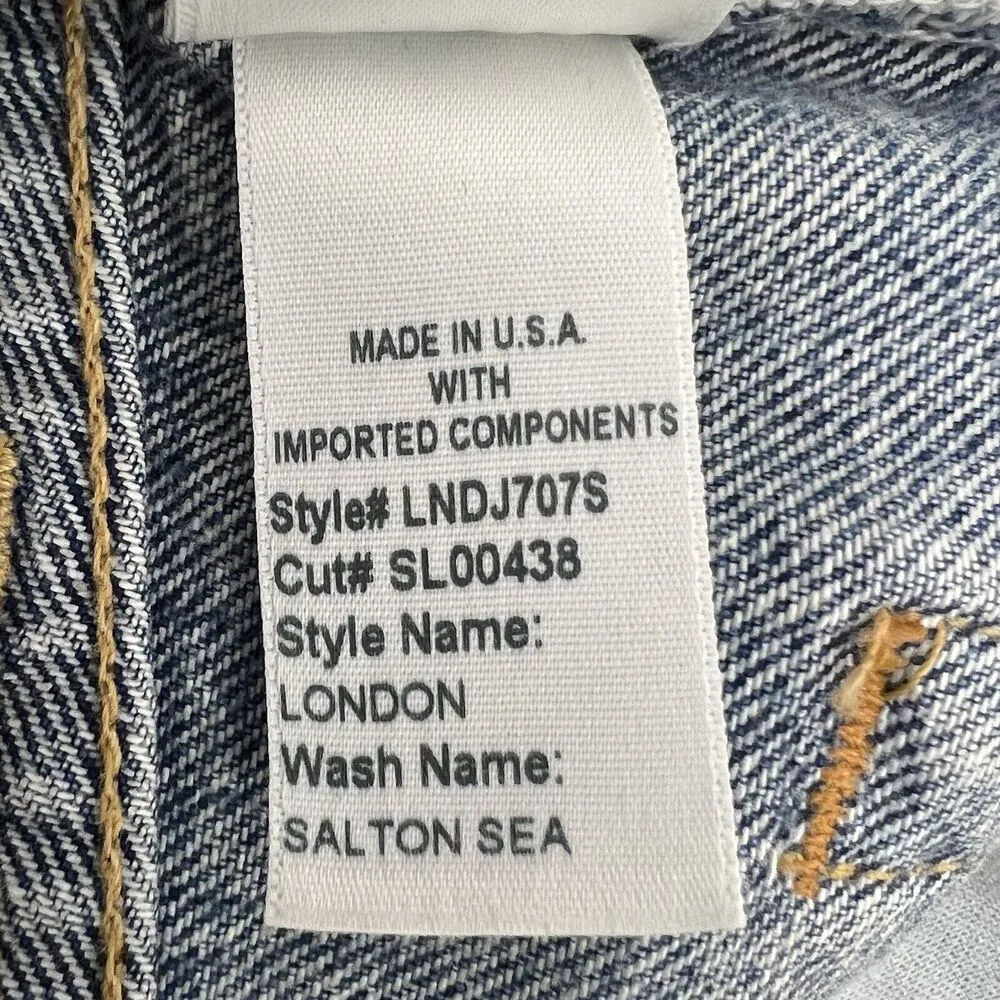 MADE IN U.S.A.
WITH
IMPORTED COMPONENTS
Style# LNDJ707S
Cut# SL00438
Style Name:
LONDON
Wash Name:
SALTON SEA